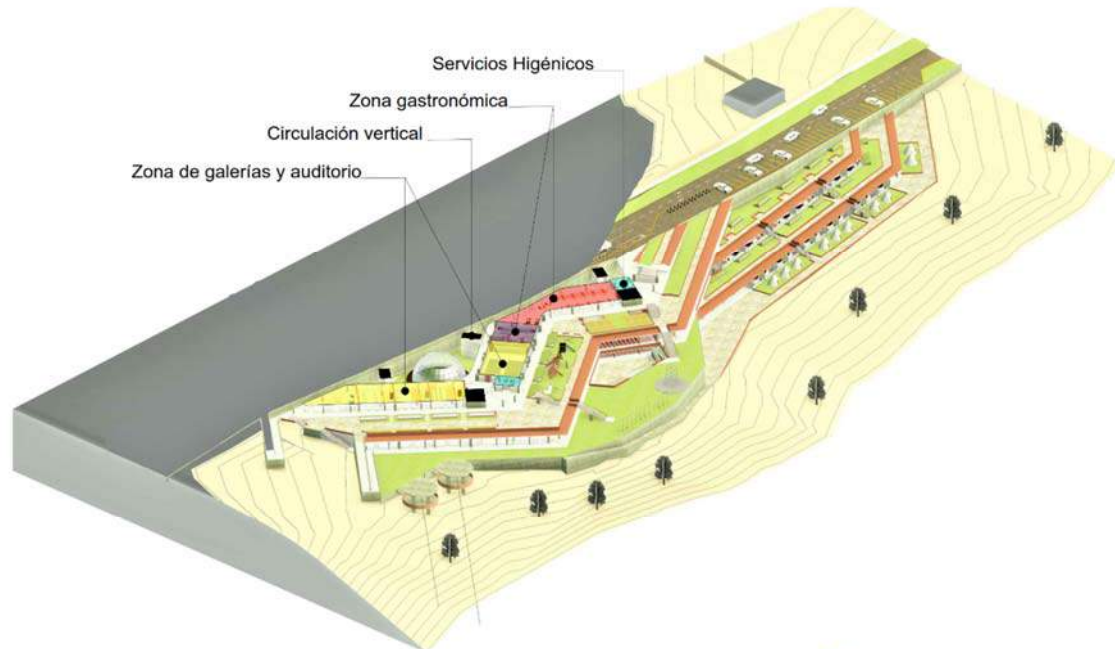 Servicios Higénicos
Zona gastronómica
Circulación vertical
Zona de galerías y auditorio